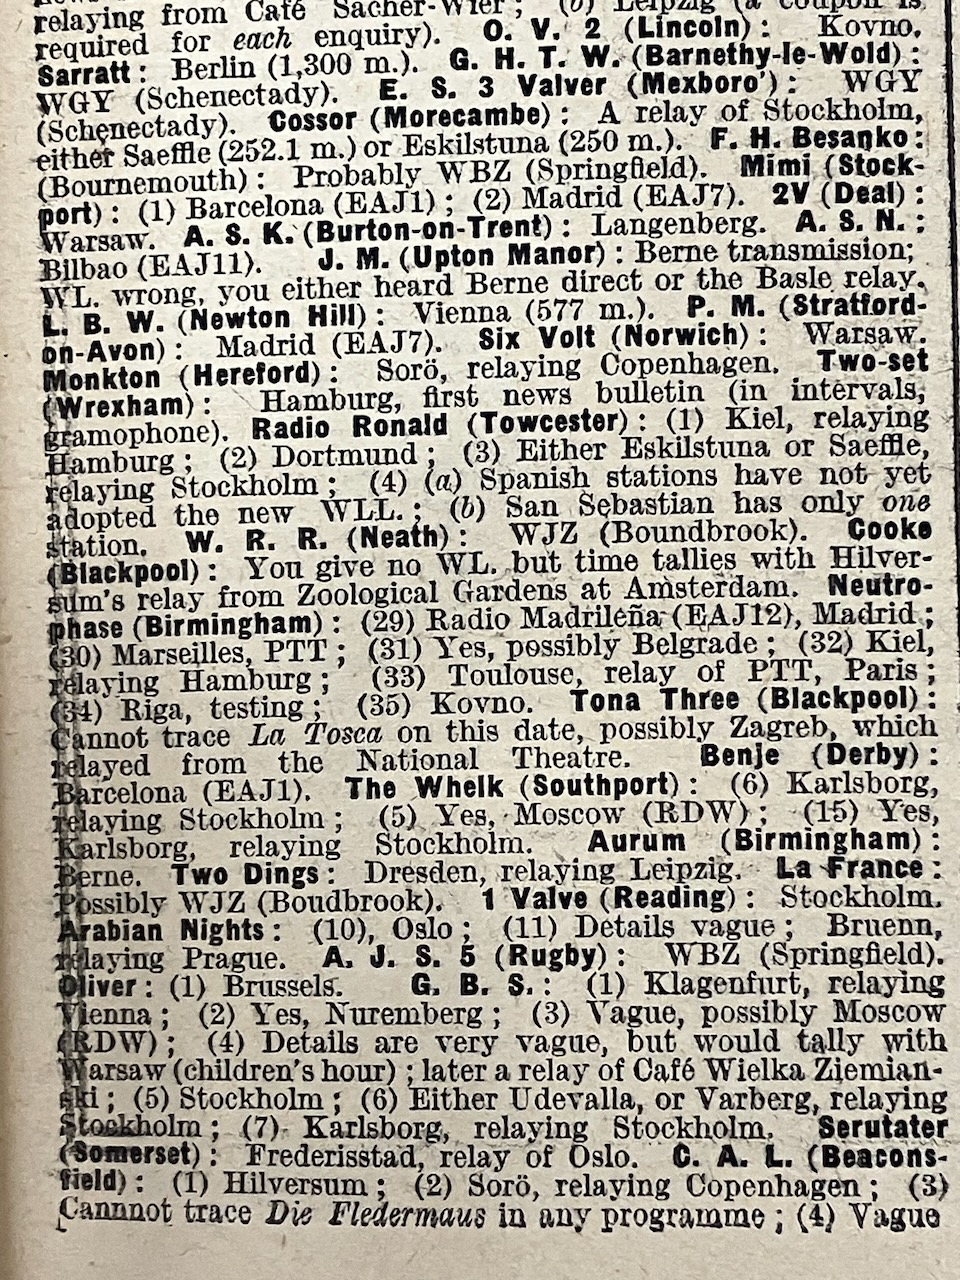 relaying from Café Sacher-Wier; (b) Leipzig (a coupon is
required for each enquiry). O. V. 2 (Lincoln): Kovno.
Sarratt: Berlin (1,300 m.). G. H. T. W. (Barnethy-le-Wold):
WGY (Schenectady). E. S. 3 Valver (Mexboro'): WGY
(Schenectady). Cossor (Morecambe): A relay of Stockholm,
either Saeffle (252.1 m.) or Eskilstuna (250 m.). F. H. Besanko:
(Bournemouth): Probably WBZ (Springfield). Mimi (Stock-
port): (1) Barcelona (EAJ1); (2) Madrid (EAJ7). 2V (Deal):
Warsaw. A. S. K. (Burton-on-Trent): Langenberg. A. S. N.:
Bilbao (EAJ11). J. M. (Upton Manor): Berne transmission;
WL. wrong, you either heard Berne direct or the Basle relay.
L. B. W. (Newton Hill): Vienna (577 m.). P. M. (Stratford-
on-Avon): Madrid (EAJ7). Six Volt (Norwich): Warsaw.
Monkton (Hereford): Sorö, relaying Copenhagen. Two-set
(Wrexham): Hamburg, first news bulletin (in intervals,
gramophone). Radio Ronald (Towcester): (1) Kiel, relaying
Hamburg; (2) Dortmund; (3) Either Eskilstuna or Saeffle,
relaying Stockholm; (4) (a) Spanish stations have not yet
adopted the new WLL.; (b) San Sebastian has only one
station. W. R. R. (Neath): WJZ (Boundbrook). Cooke
(Blackpool): You give no WL. but time tallies with Hilver-
sum's relay from Zoological Gardens at Amsterdam. Neutro-
phase (Birmingham): (29) Radio Madrileña (EAJ12), Madrid;
(30) Marseilles, PTT; (31) Yes, possibly Belgrade; (32) Kiel,
relaying Hamburg; (33) Toulouse, relay of PTT, Paris;
(34) Riga, testing; (35) Kovno. Tona Three (Blackpool):
Cannot trace La Tosca on this date, possibly Zagreb, which
relayed from the National Theatre. Benje (Derby):
Barcelona (EAJ1). The Whelk (Southport): (6) Karlsborg,
relaying Stockholm; (5) Yes, Moscow (RDW); (15) Yes,
Karlsborg, relaying Stockholm. Aurum (Birmingham):
Berne. Two Dings: Dresden, relaying Leipzig. La France:
Possibly WJZ (Boudbrook). 1 Valve (Reading): Stockholm.
Arabian Nights: (10), Oslo; (11) Details vague; Bruenn,
relaying Prague. A. J. S. 5 (Rugby): WBZ (Springfield).
Oliver: (1) Brussels. G. B. S.: (1) Klagenfurt, relaying
Vienna; (2) Yes, Nuremberg; (3) Vague, possibly Moscow
(RDW); (4) Details are very vague, but would tally with
Warsaw (children's hour); later a relay of Café Wielka Ziemian-
ski; (5) Stockholm; (6) Either Udevalla, or Varberg, relaying
Stockholm; (7) Karlsborg, relaying Stockholm. Serutater
(Somerset): Frederisstad, relay of Oslo. C. A. L. (Beacons-
field): (1) Hilversum; (2) Sorö, relaying Copenhagen; (3)
Cannnot trace Die Fledermaus in any programme; (4) Vague